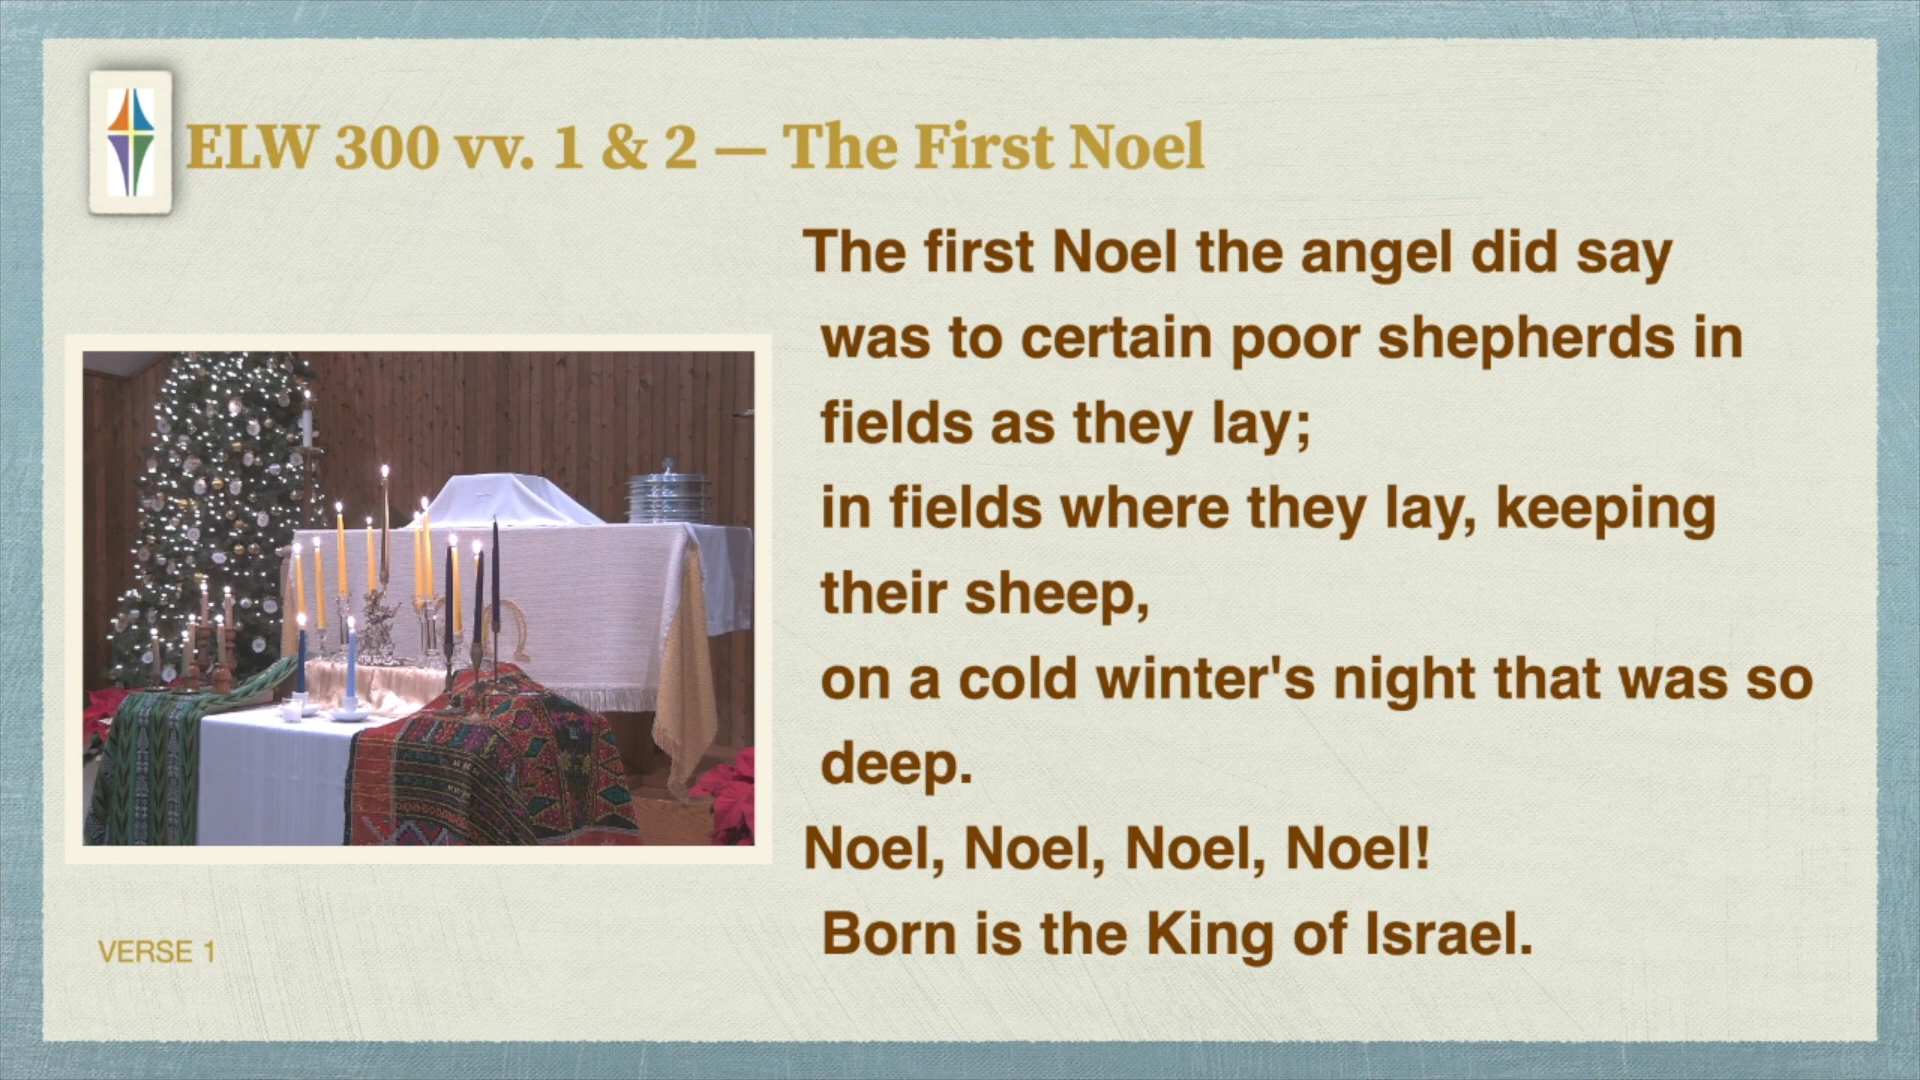 ELW 300 vv. 1 & 2 — The First Noel
The first Noel the angel did say
was to certain poor shepherds in
fields as they lay;
in fields where they lay, keeping
their sheep,
on a cold winter's night that was so
deep.
Noel, Noel, Noel, Noel!
Born is the King of Israel.
VERSE 1